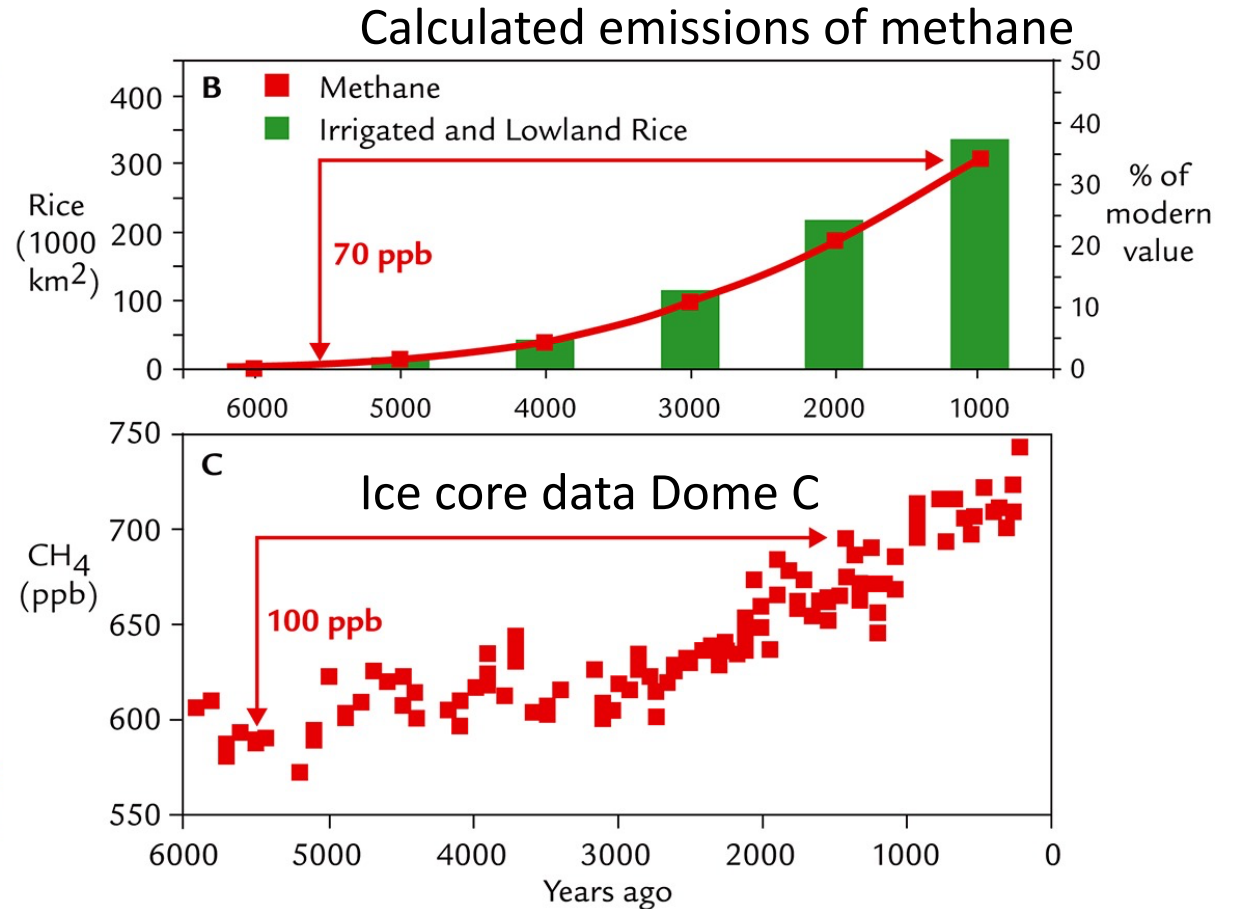 Calculated emissions of methane
B
Methane
Irrigated and Lowland Rice
70 ppb
Rice
(1000
km2)
400
300
200
100
0
50
40
30
20
10
0
% of
modern
value
6000 5000 4000 3000 2000 1000
C
Ice core data Dome C
100 ppb
CH4
(ppb)
750
700
650
600
550
6000 5000 4000 3000 2000 1000 0
Years ago